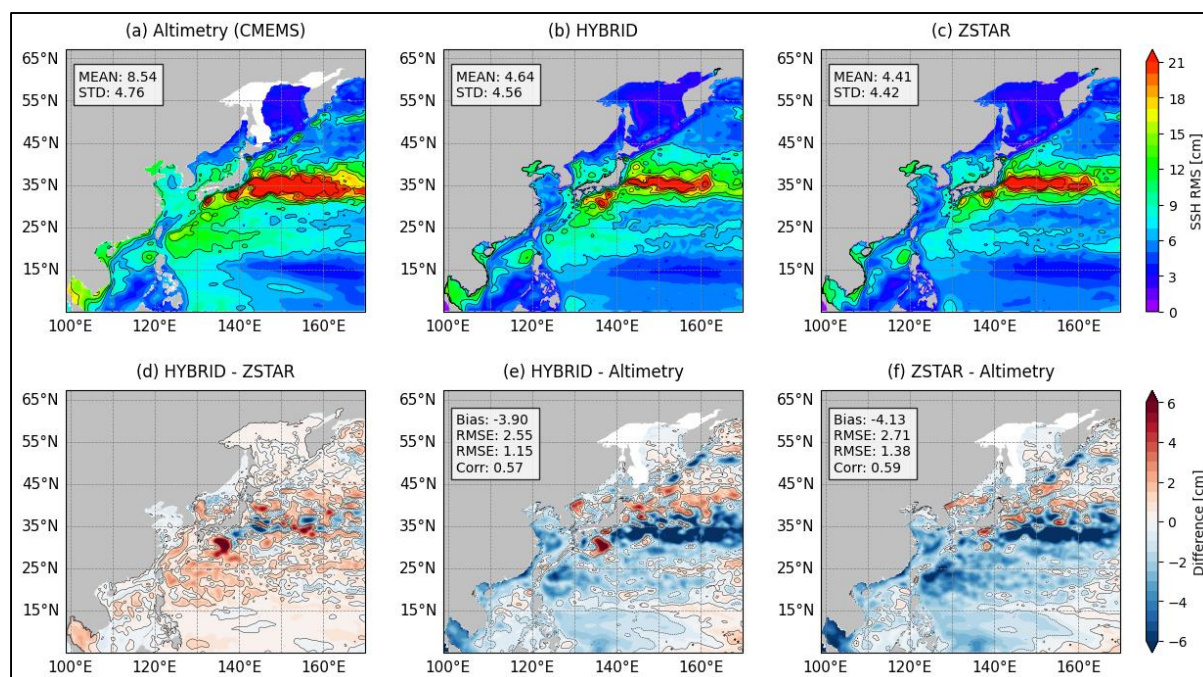 (a) Altimetry (CMEMS)
(b) HYBRID
(c) ZSTAR
65°N
55°N
45°N
35°N
25°N
15°N
MEAN: 8.54
STD: 4.76
100°E
120°E
140°E
160°E
65°N
55°N
45°N
35°N
25°N
15°N
MEAN: 4.64
STD: 4.56
100°E
120°E
140°E
160°E
65°N
55°N
45°N
35°N
25°N
15°N
MEAN: 4.41
STD: 4.42
100°E
120°E
140°E
160°E
21
18
15
12
9
6
3
0
SSH RMS [cm]
(d) HYBRID - ZSTAR
(e) HYBRID - Altimetry
(f) ZSTAR - Altimetry
65°N
55°N
45°N
35°N
25°N
15°N
100°E
120°E
140°E
160°E
65°N
55°N
45°N
35°N
25°N
15°N
Bias: -3.90
RMSE: 2.55
RMSE: 1.15
Corr: 0.57
100°E
120°E
140°E
160°E
65°N
55°N
45°N
35°N
25°N
15°N
Bias: -4.13
RMSE: 2.71
RMSE: 1.38
Corr: 0.59
100°E
120°E
140°E
160°E
6
4
2
0
−2
−4
−6
Difference [cm]